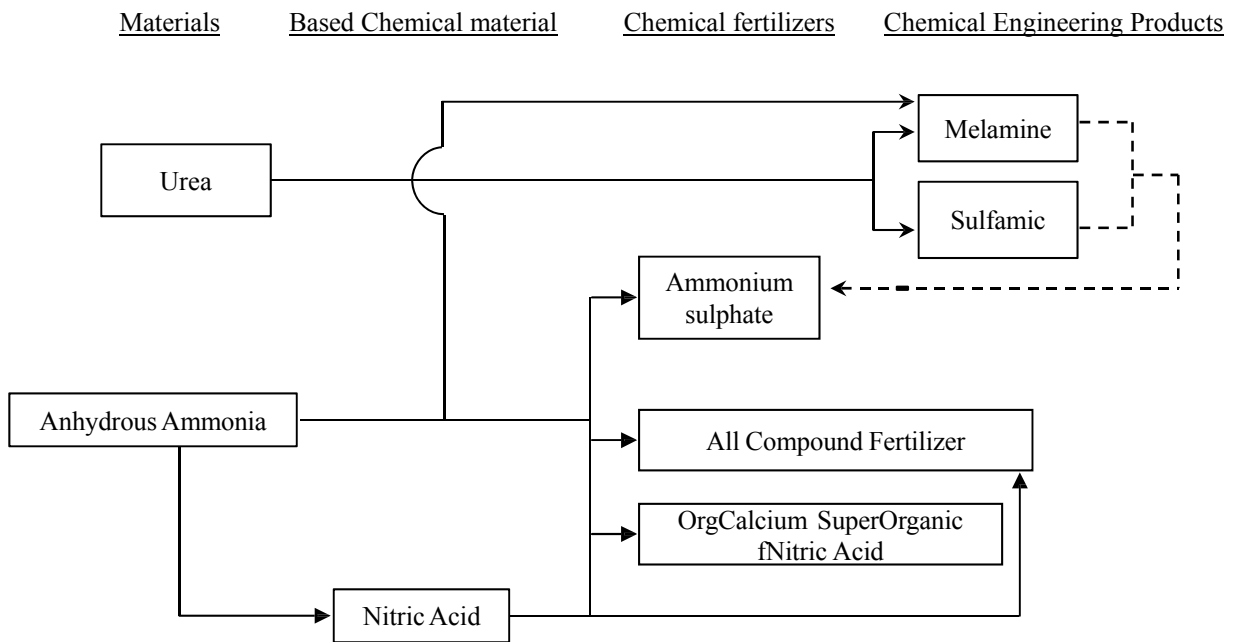 Materials
Based Chemical material
Chemical fertilizers
Chemical Engineering Products
Melamine
Urea
Sulfamic
Ammonium
sulphate
Anhydrous Ammonia
All Compound Fertilizer
OrgCalcium SuperOrganic
fNitric Acid
Nitric Acid